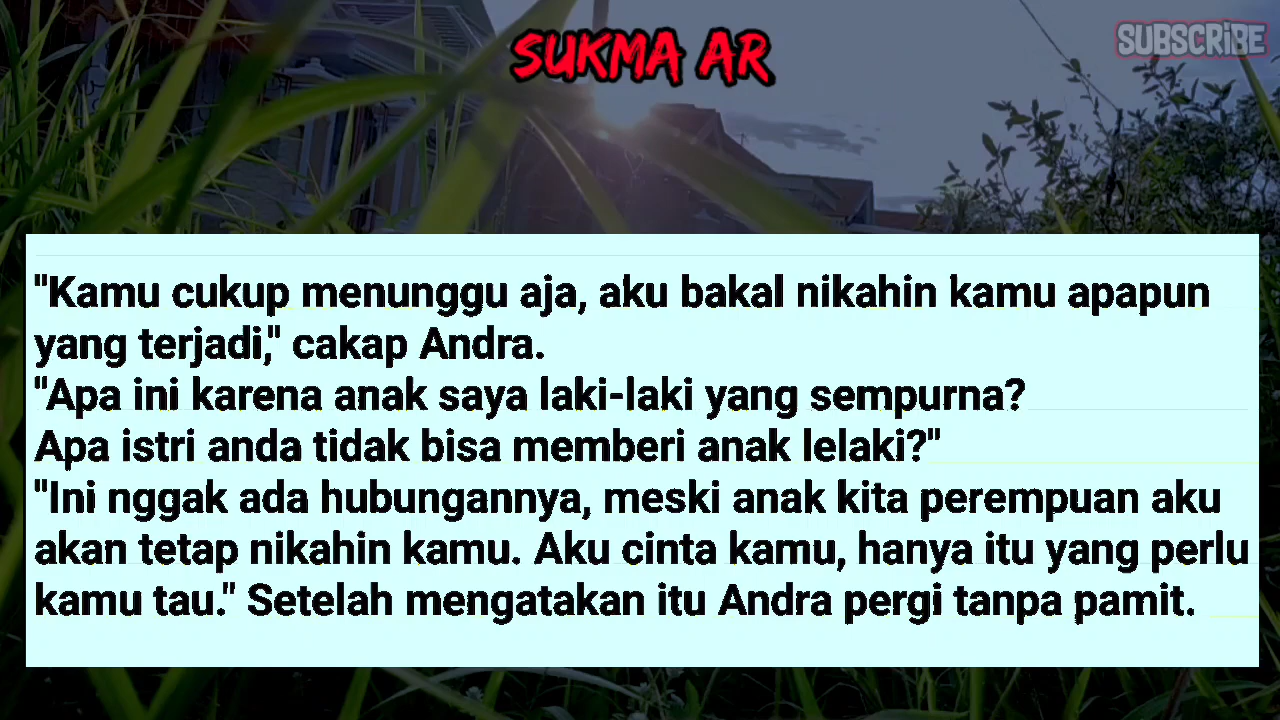 SUKMA AR
SUBSCRIBE
"Kamu cukup menunggu aja, aku bakal nikahin kamu apapun
yang terjadi," cakap Andra.
"Apa ini karena anak saya laki-laki yang sempurna?
Apa istri anda tidak bisa memberi anak lelaki?"
"Ini nggak ada hubungannya, meski anak kita perempuan aku
akan tetap nikahin kamu. Aku cinta kamu, hanya itu yang perlu
kamu tau." Setelah mengatakan itu Andra pergi tanpa pamit.